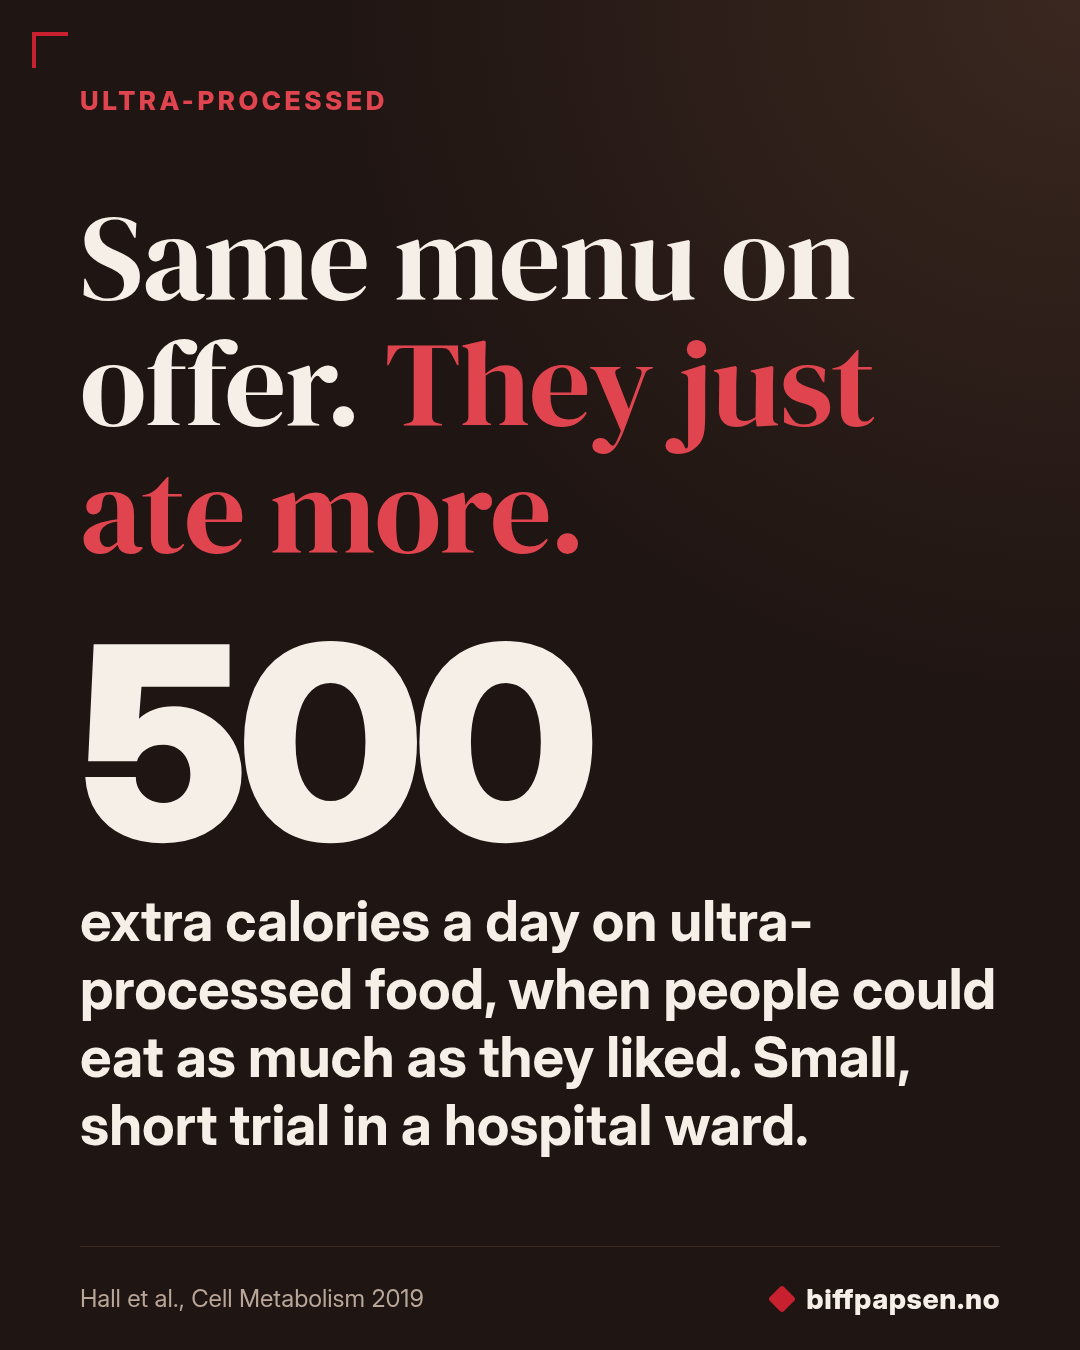 ULTRA-PROCESSED
Same menu on
offer. They just
ate more.
500
extra calories a day on ultra-
processed food, when people could
eat as much as they liked. Small,
short trial in a hospital ward.
Hall et al., Cell Metabolism 2019
biffpapsen.no